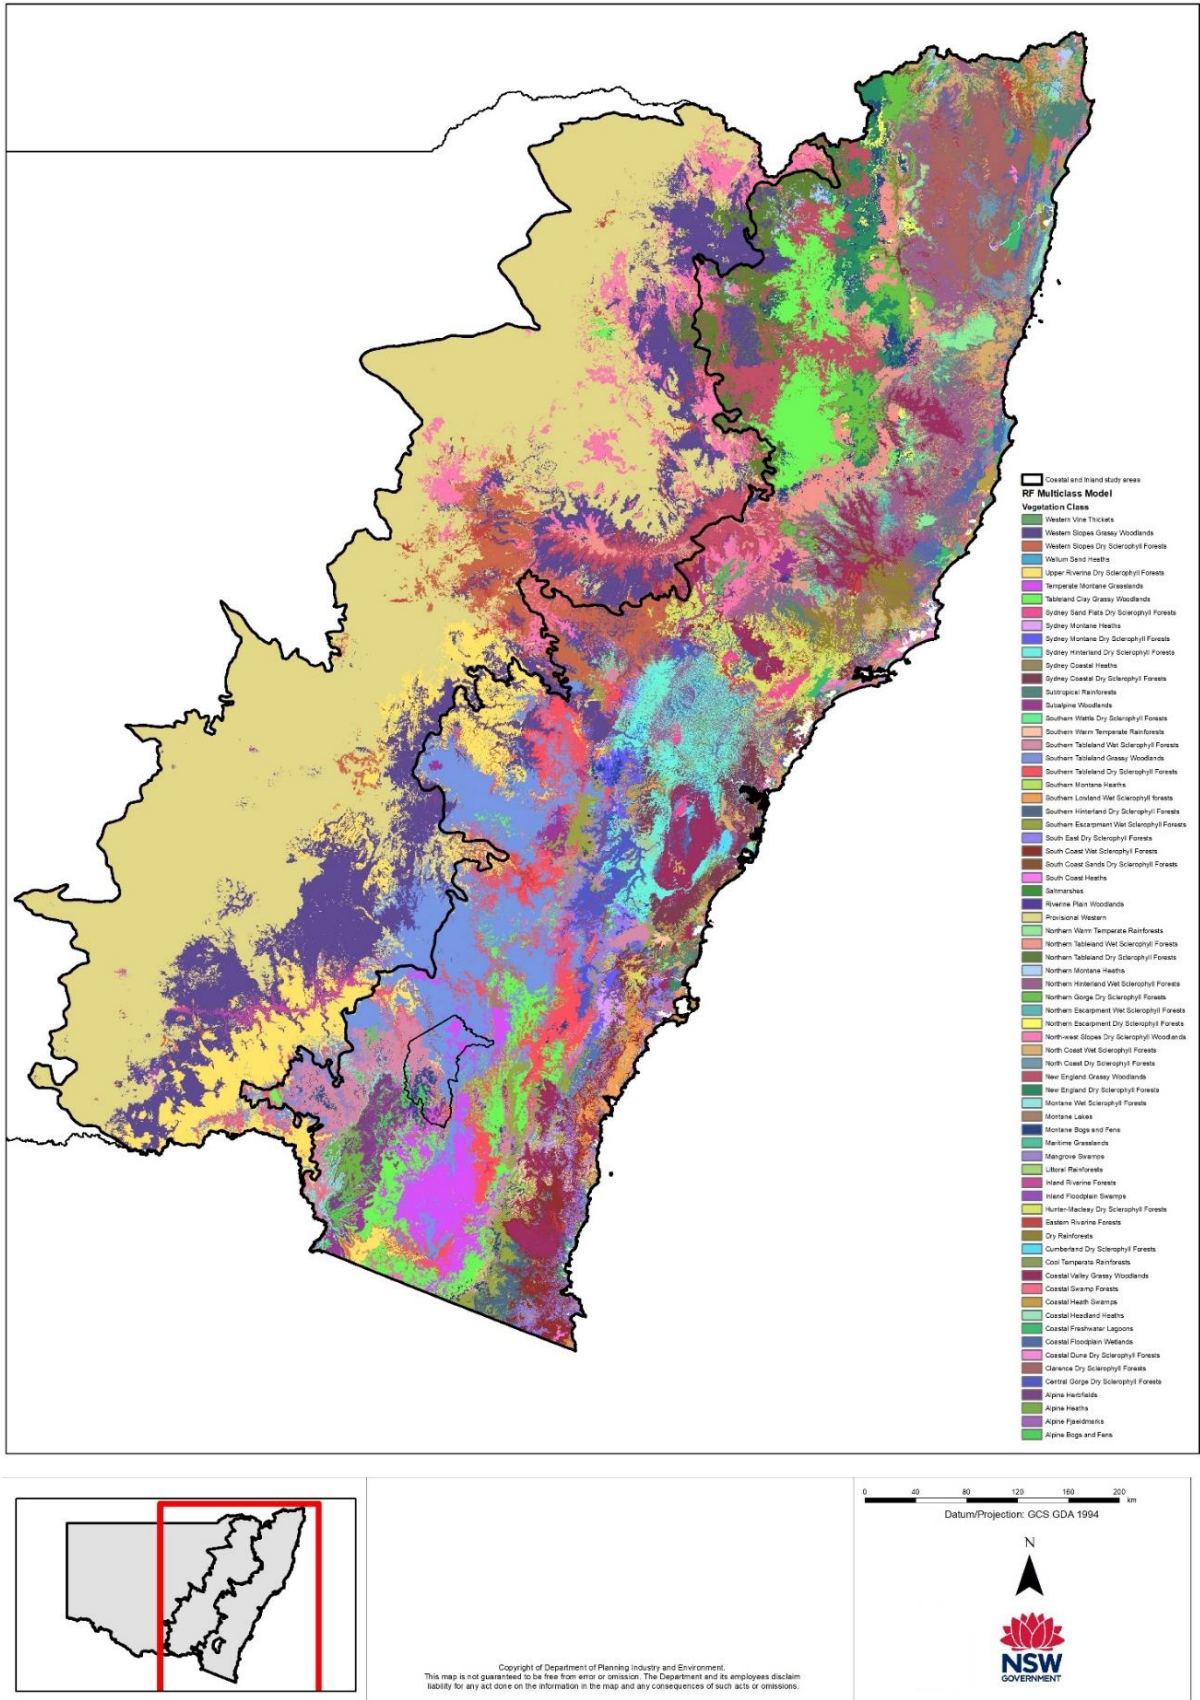 Coastal and Inland study areas
RF Multiclass Model
Vegetation Class
Western Vine Thickets
Western Slopes Grassy Woodlands
Western Slopes Dry Sclerophyll Forests
Wallum Sand Heaths
Upper Riverina Dry Sclerophyll Forests
Temperate Montane Grasslands
Tableland Clay Grassy Woodlands
Sydney Sand Flats Dry Sclerophyll Forests
Sydney Montane Heaths
Sydney Montane Dry Sclerophyll Forests
Sydney Hinterland Dry Sclerophyll Forests
Sydney Coastal Heaths
Sydney Coastal Dry Sclerophyll Forests
Subtropical Rainforests
Subalpine Woodlands
Southern Wattle Dry Sclerophyll Forests
Southern Warm Temperate Rainforests
Southern Tableland Wet Sclerophyll Forests
Southern Tableland Grassy Woodlands
Southern Tableland Dry Sclerophyll Forests
Southern Montane Heaths
Southern Lowland Wet Sclerophyll forests
Southern Hinterland Dry Sclerophyll Forests
Southern Escarpment Wet Sclerophyll Forests
South East Dry Sclerophyll Forests
South Coast Wet Sclerophyll Forests
South Coast Sands Dry Sclerophyll Forests
South Coast Heaths
Saltmarshes
Riverine Plain Woodlands
Provisional Western
Northern Warm Temperate Rainforests
Northern Tableland Wet Sclerophyll Forests
Northern Tableland Dry Sclerophyll Forests
Northern Montane Heaths
Northern Hinterland Wet Sclerophyll Forests
Northern Gorge Dry Sclerophyll Forests
Northern Escarpment Wet Sclerophyll Forests
Northern Escarpment Dry Sclerophyll Forests
North-west Slopes Dry Sclerophyll Woodlands
North Coast Wet Sclerophyll Forests
North Coast Dry Sclerophyll Forests
New England Grassy Woodlands
New England Dry Sclerophyll Forests
Montane Wet Sclerophyll Forests
Montane Lakes
Montane Bogs and Fens
Maritime Grasslands
Mangrove Swamps
Littoral Rainforests
Inland Riverine Forests
Inland Floodplain Swamps
Hunter-Macleay Dry Sclerophyll Forests
Eastern Riverine Forests
Dry Rainforests
Cumberland Dry Sclerophyll Forests
Cool Temperate Rainforests
Coastal Valley Grassy Woodlands
Coastal Swamp Forests
Coastal Heath Swamps
Coastal Headland Heaths
Coastal Freshwater Lagoons
Coastal Floodplain Wetlands
Coastal Dune Dry Sclerophyll Forests
Clarence Dry Sclerophyll Forests
Central Gorge Dry Sclerophyll Forests
Alpine Herbfields
Alpine Heaths
Alpine Fjaeldmarks
Alpine Bogs and Fens
0 40 80 120 160 200
km
Datum/Projection: GCS GDA 1994
N
NSW
GOVERNMENT
Copyright of Department of Planning Industry and Environment.
This map is not guaranteed to be free from error or omission. The Department and its employees disclaim
liability for any act done on the information in the map and any consequences of such acts or omissions.